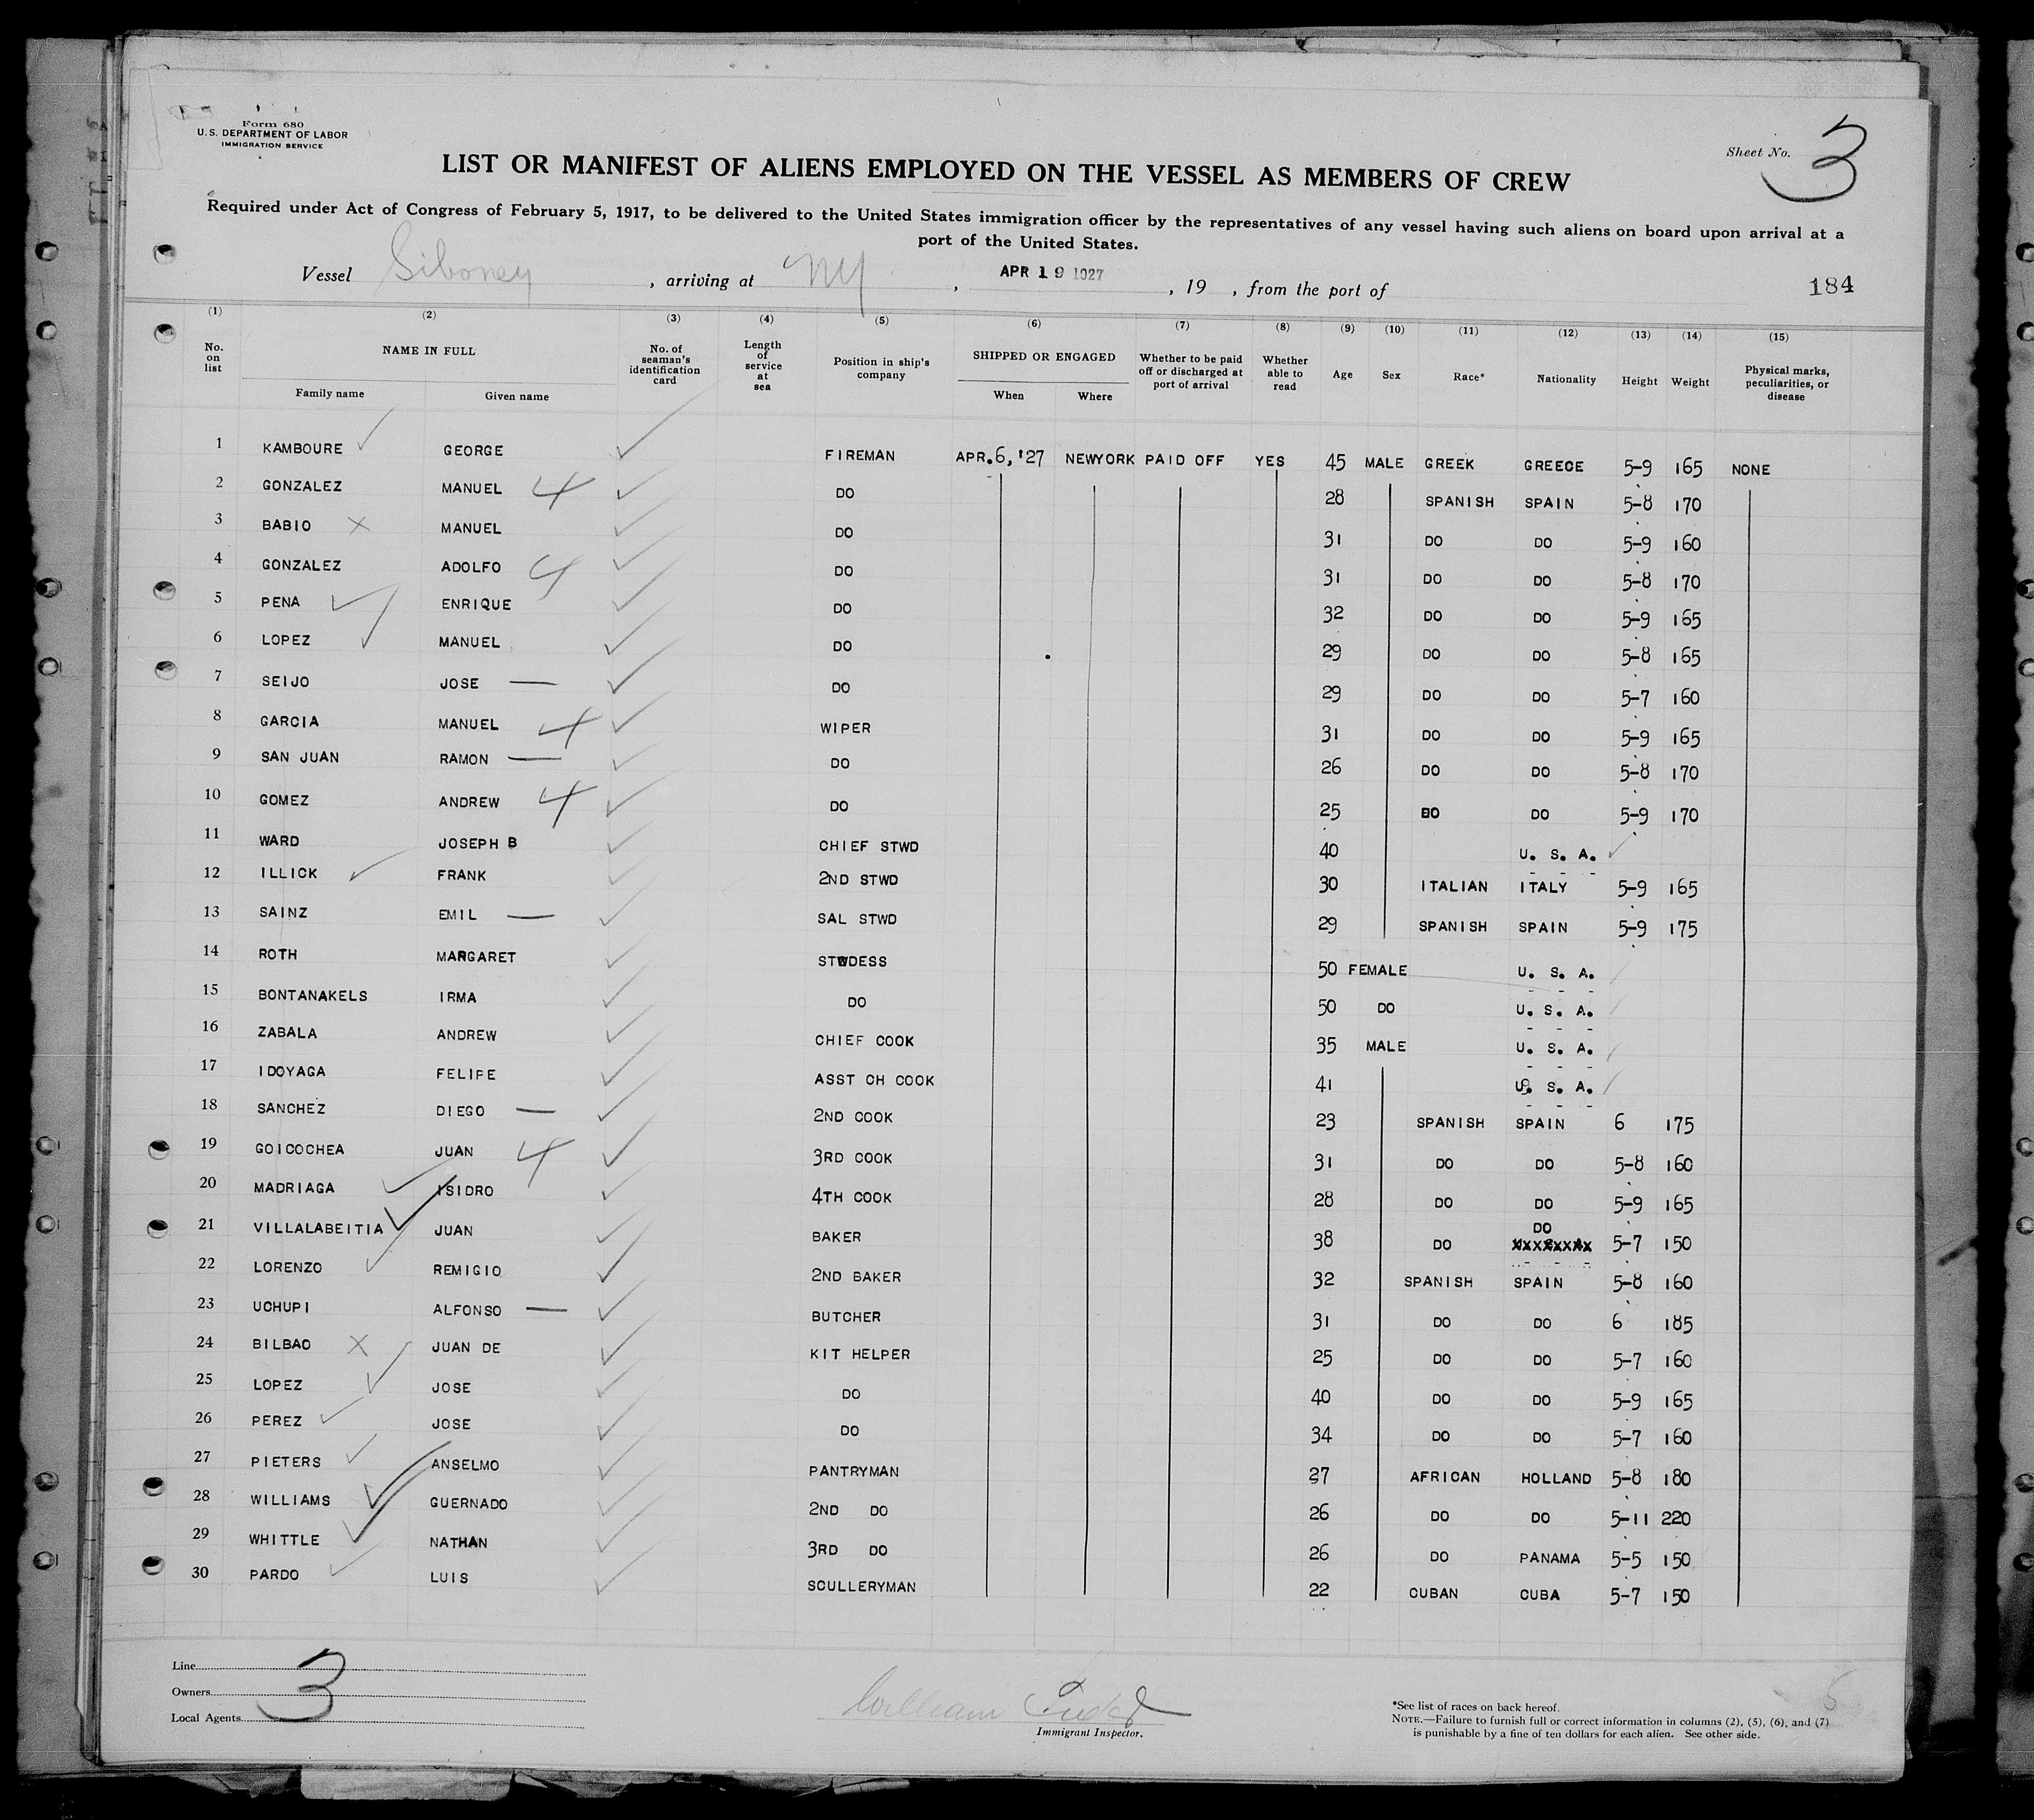 Form 680
U.S. DEPARTMENT OF LABOR
IMMIGRATION SERVICE
Sheet No. 3
LIST OR MANIFEST OF ALIENS EMPLOYED ON THE VESSEL AS MEMBERS OF CREW
Required under Act of Congress of February 5, 1917, to be delivered to the United States immigration officer by the representatives of any vessel having such aliens on board upon arrival at a
port of the United States.
Vessel Siboney , arriving at NY , APR 19 1927 , 19 , from the port of 184
(1) (2) (3) (4) (5) (6) (7) (8) (9) (10) (11) (12) (13) (14) (15)
No. on list NAME IN FULL Family name Given name No. of seaman's identification card Length of service at sea Position in ship's company SHIPPED OR ENGAGED When Where Whether to be paid off or discharged at port of arrival Whether able to read Age Sex Race* Nationality Height Weight Physical marks, peculiarities, or disease
1 KAMBOURE GEORGE FIREMAN APR.6,'27 NEWYORK PAID OFF YES 45 MALE GREEK GREECE 5-9 165 NONE
2 GONZALEZ MANUEL 4 DO 28 SPANISH SPAIN 5-8 170
3 BABIO X MANUEL DO 31 DO DO 5-9 160
4 GONZALEZ ADOLFO 4 DO 31 DO DO 5-8 170
5 PENA ENRIQUE DO 32 DO DO 5-9 165
6 LOPEZ MANUEL DO 29 DO DO 5-8 165
7 SEIJO JOSE — DO 29 DO DO 5-7 160
8 GARCIA MANUEL 4 WIPER 31 DO DO 5-9 165
9 SAN JUAN RAMON — DO 26 DO DO 5-8 170
10 GOMEZ ANDREW 4 DO 25 DO DO 5-9 170
11 WARD JOSEPH B CHIEF STWD 40 U. S. A.
12 ILLICK FRANK 2ND STWD 30 ITALIAN ITALY 5-9 165
13 SAINZ EMIL — SAL STWD 29 SPANISH SPAIN 5-9 175
14 ROTH MARGARET STWDESS 50 FEMALE U. S. A.
15 BONTANAKELS IRMA DO 50 DO U. S. A.
16 ZABALA ANDREW CHIEF COOK 35 MALE U. S. A.
17 IDOYAGA FELIPE ASST CH COOK 41 U. S. A.
18 SANCHEZ DIEGO — 2ND COOK 23 SPANISH SPAIN 6 175
19 GOICOCHEA JUAN 4 3RD COOK 31 DO DO 5-8 160
20 MADRIAGA ISIDRO 4TH COOK 28 DO DO 5-9 165
21 VILLALABEITIA JUAN BAKER 38 DO DO 5-7 150
22 LORENZO REMIGIO 2ND BAKER 32 SPANISH SPAIN 5-8 160
23 UCHUPI ALFONSO — BUTCHER 31 DO DO 6 185
24 BILBAO X JUAN DE KIT HELPER 25 DO DO 5-7 160
25 LOPEZ JOSE DO 40 DO DO 5-9 165
26 PEREZ JOSE DO 34 DO DO 5-7 160
27 PIETERS ANSELMO PANTRYMAN 27 AFRICAN HOLLAND 5-8 180
28 WILLIAMS GUERNADO 2ND DO 26 DO DO 5-11 220
29 WHITTLE NATHAN 3RD DO 26 DO PANAMA 5-5 150
30 PARDO LUIS SCULLERYMAN 22 CUBAN CUBA 5-7 150
Line
Owners 3
Local Agents
William
Immigrant Inspector.
*See list of races on back hereof.
NOTE.—Failure to furnish full or correct information in columns (2), (5), (6), and (7)
is punishable by a fine of ten dollars for each alien. See other side.